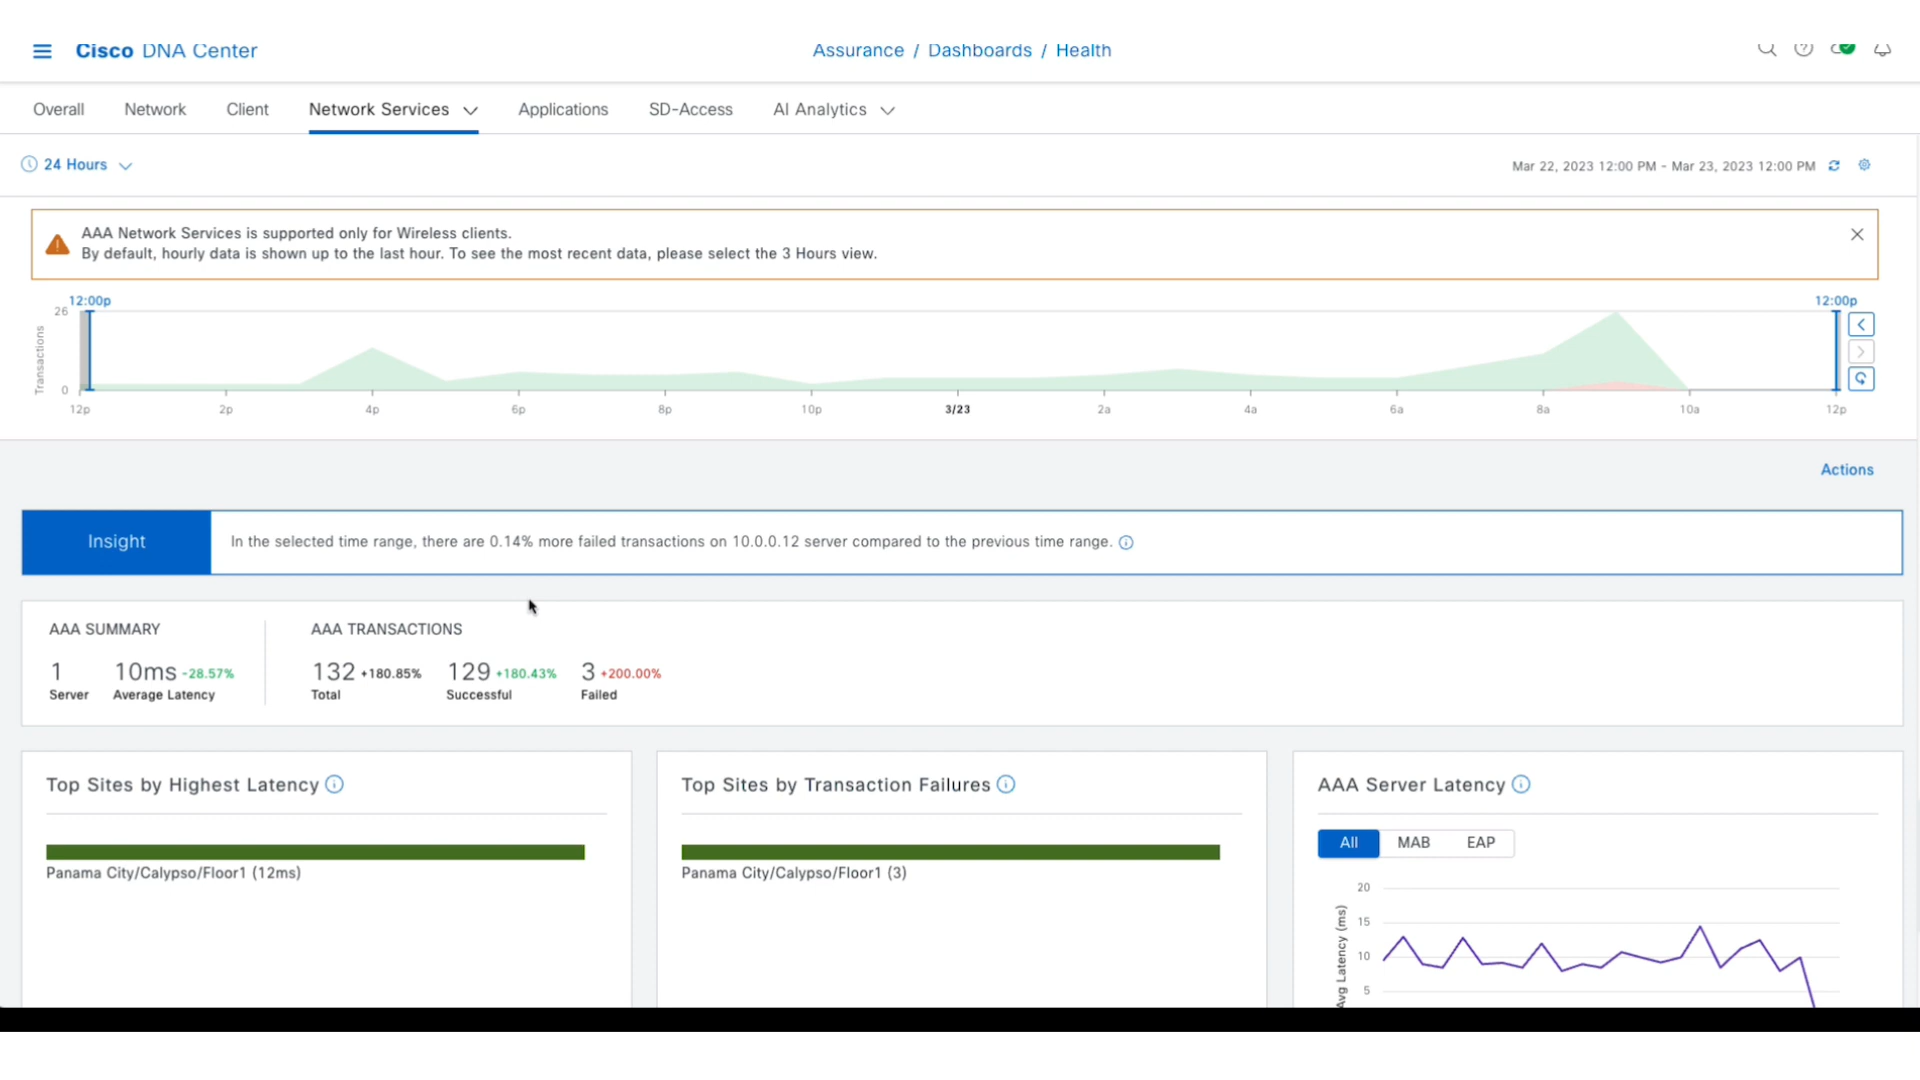 Cisco DNA Center
Assurance / Dashboards / Health
Overall Network Client Network Services Applications SD-Access AI Analytics
24 Hours
Mar 22, 2023 12:00 PM - Mar 23, 2023 12:00 PM
AAA Network Services is supported only for Wireless clients.
By default, hourly data is shown up to the last hour. To see the most recent data, please select the 3 Hours view.
12:00p 12:00p
26
Transactions
0
12p 2p 4p 6p 8p 10p 3/23 2a 4a 6a 8a 10a 12p
Actions
Insight
In the selected time range, there are 0.14% more failed transactions on 10.0.0.12 server compared to the previous time range.
AAA SUMMARY
1 10ms -28.57%
Server Average Latency
AAA TRANSACTIONS
132 +180.85% 129 +180.43% 3 +200.00%
Total Successful Failed
Top Sites by Highest Latency
Panama City/Calypso/Floor1 (12ms)
Top Sites by Transaction Failures
Panama City/Calypso/Floor1 (3)
AAA Server Latency
All MAB EAP
20
15
10
5
Avg Latency (ms)